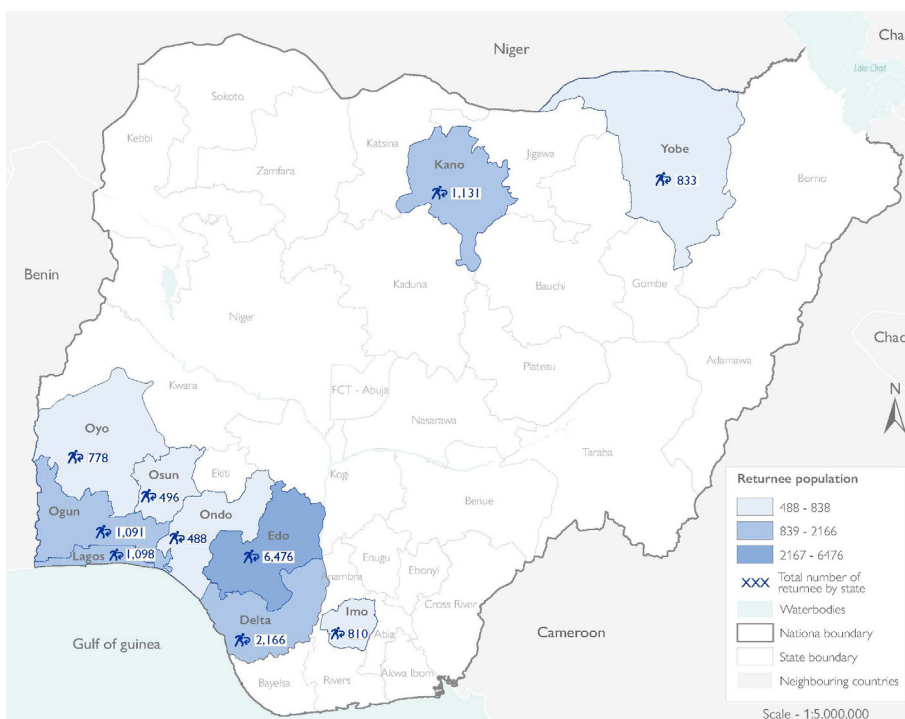 Niger
Cha
Lake Chad
Sokoto
Kebbi
Katsina
Zamfara
Kano
1,131
Jigawa
Yobe
833
Borno
Benin
Kaduna
Bauchi
Gombe
Niger
Chad
Adamawa
Plateau
Kwara
FCT - Abuja
Nasarawa
N
Oyo
778
Taraba
Osun
496
Ekiti
Kogi
Benue
Ogun
1,091
Ondo
488
Edo
6,476
Lagos
1,098
Enugu
Ebonyi
Anambra
Cross River
Delta
2,166
Imo
810
Abia
Gulf of guinea
Cameroon
Bayelsa
Rivers
Akwa Ibom
Returnee population
488 - 838
839 - 2166
2167 - 6476
XXX Total number of
returnee by state
Waterbodies
Nationa boundary
State boundary
Neighbouring countries
Scale - 1:5,000,000